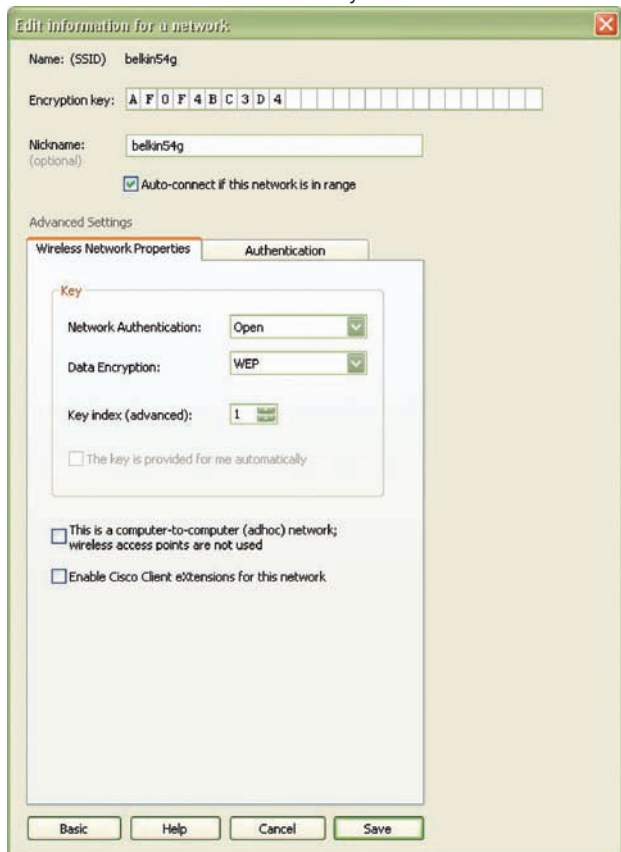 Edit information for a network
Name: (SSID) belkin54g
Encryption key: A F 0 F 4 B C 3 D 4
Nickname: belkin54g
(optional)
Auto-connect if this network is in range
Advanced Settings
Wireless Network Properties Authentication
Key
Network Authentication: Open
Data Encryption: WEP
Key index (advanced): 1
The key is provided for me automatically
This is a computer-to-computer (adhoc) network;
wireless access points are not used
Enable Cisco Client eXtensions for this network
Basic Help Cancel Save